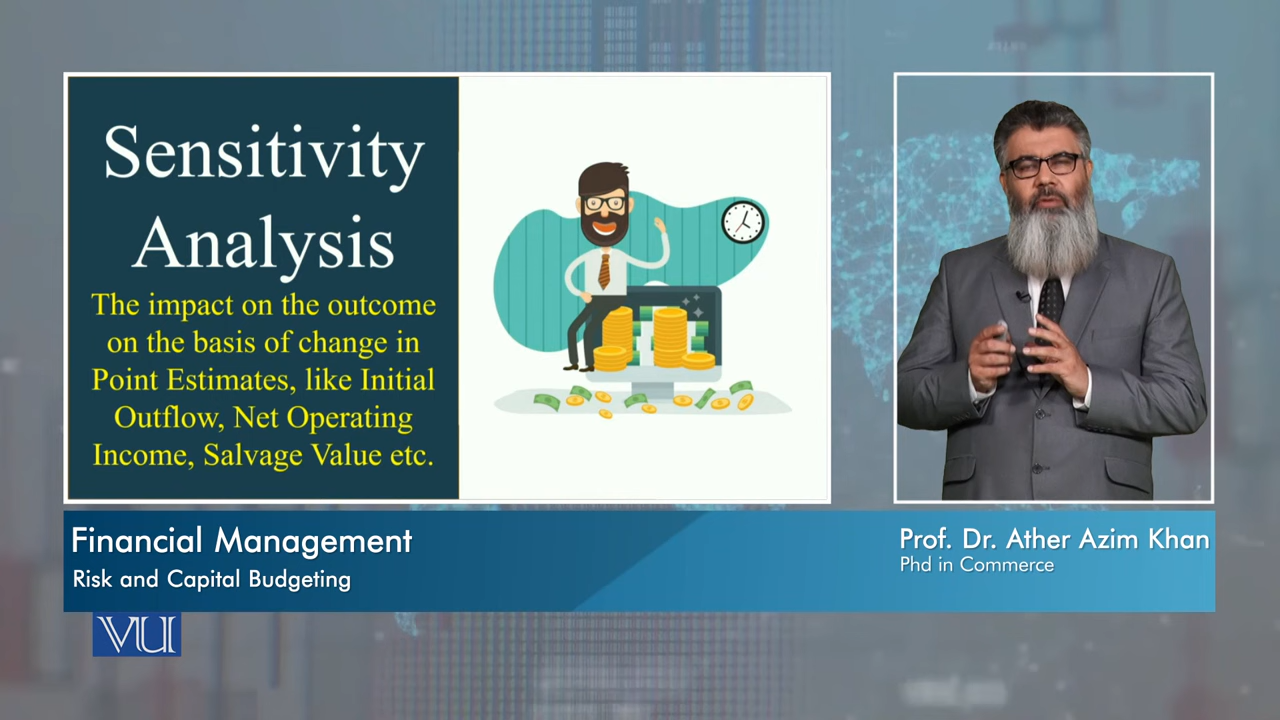 Sensitivity
Analysis
The impact on the outcome
on the basis of change in
Point Estimates, like Initial
Outflow, Net Operating
Income, Salvage Value etc.
Financial Management
Risk and Capital Budgeting
Prof. Dr. Ather Azim Khan
Phd in Commerce
VU